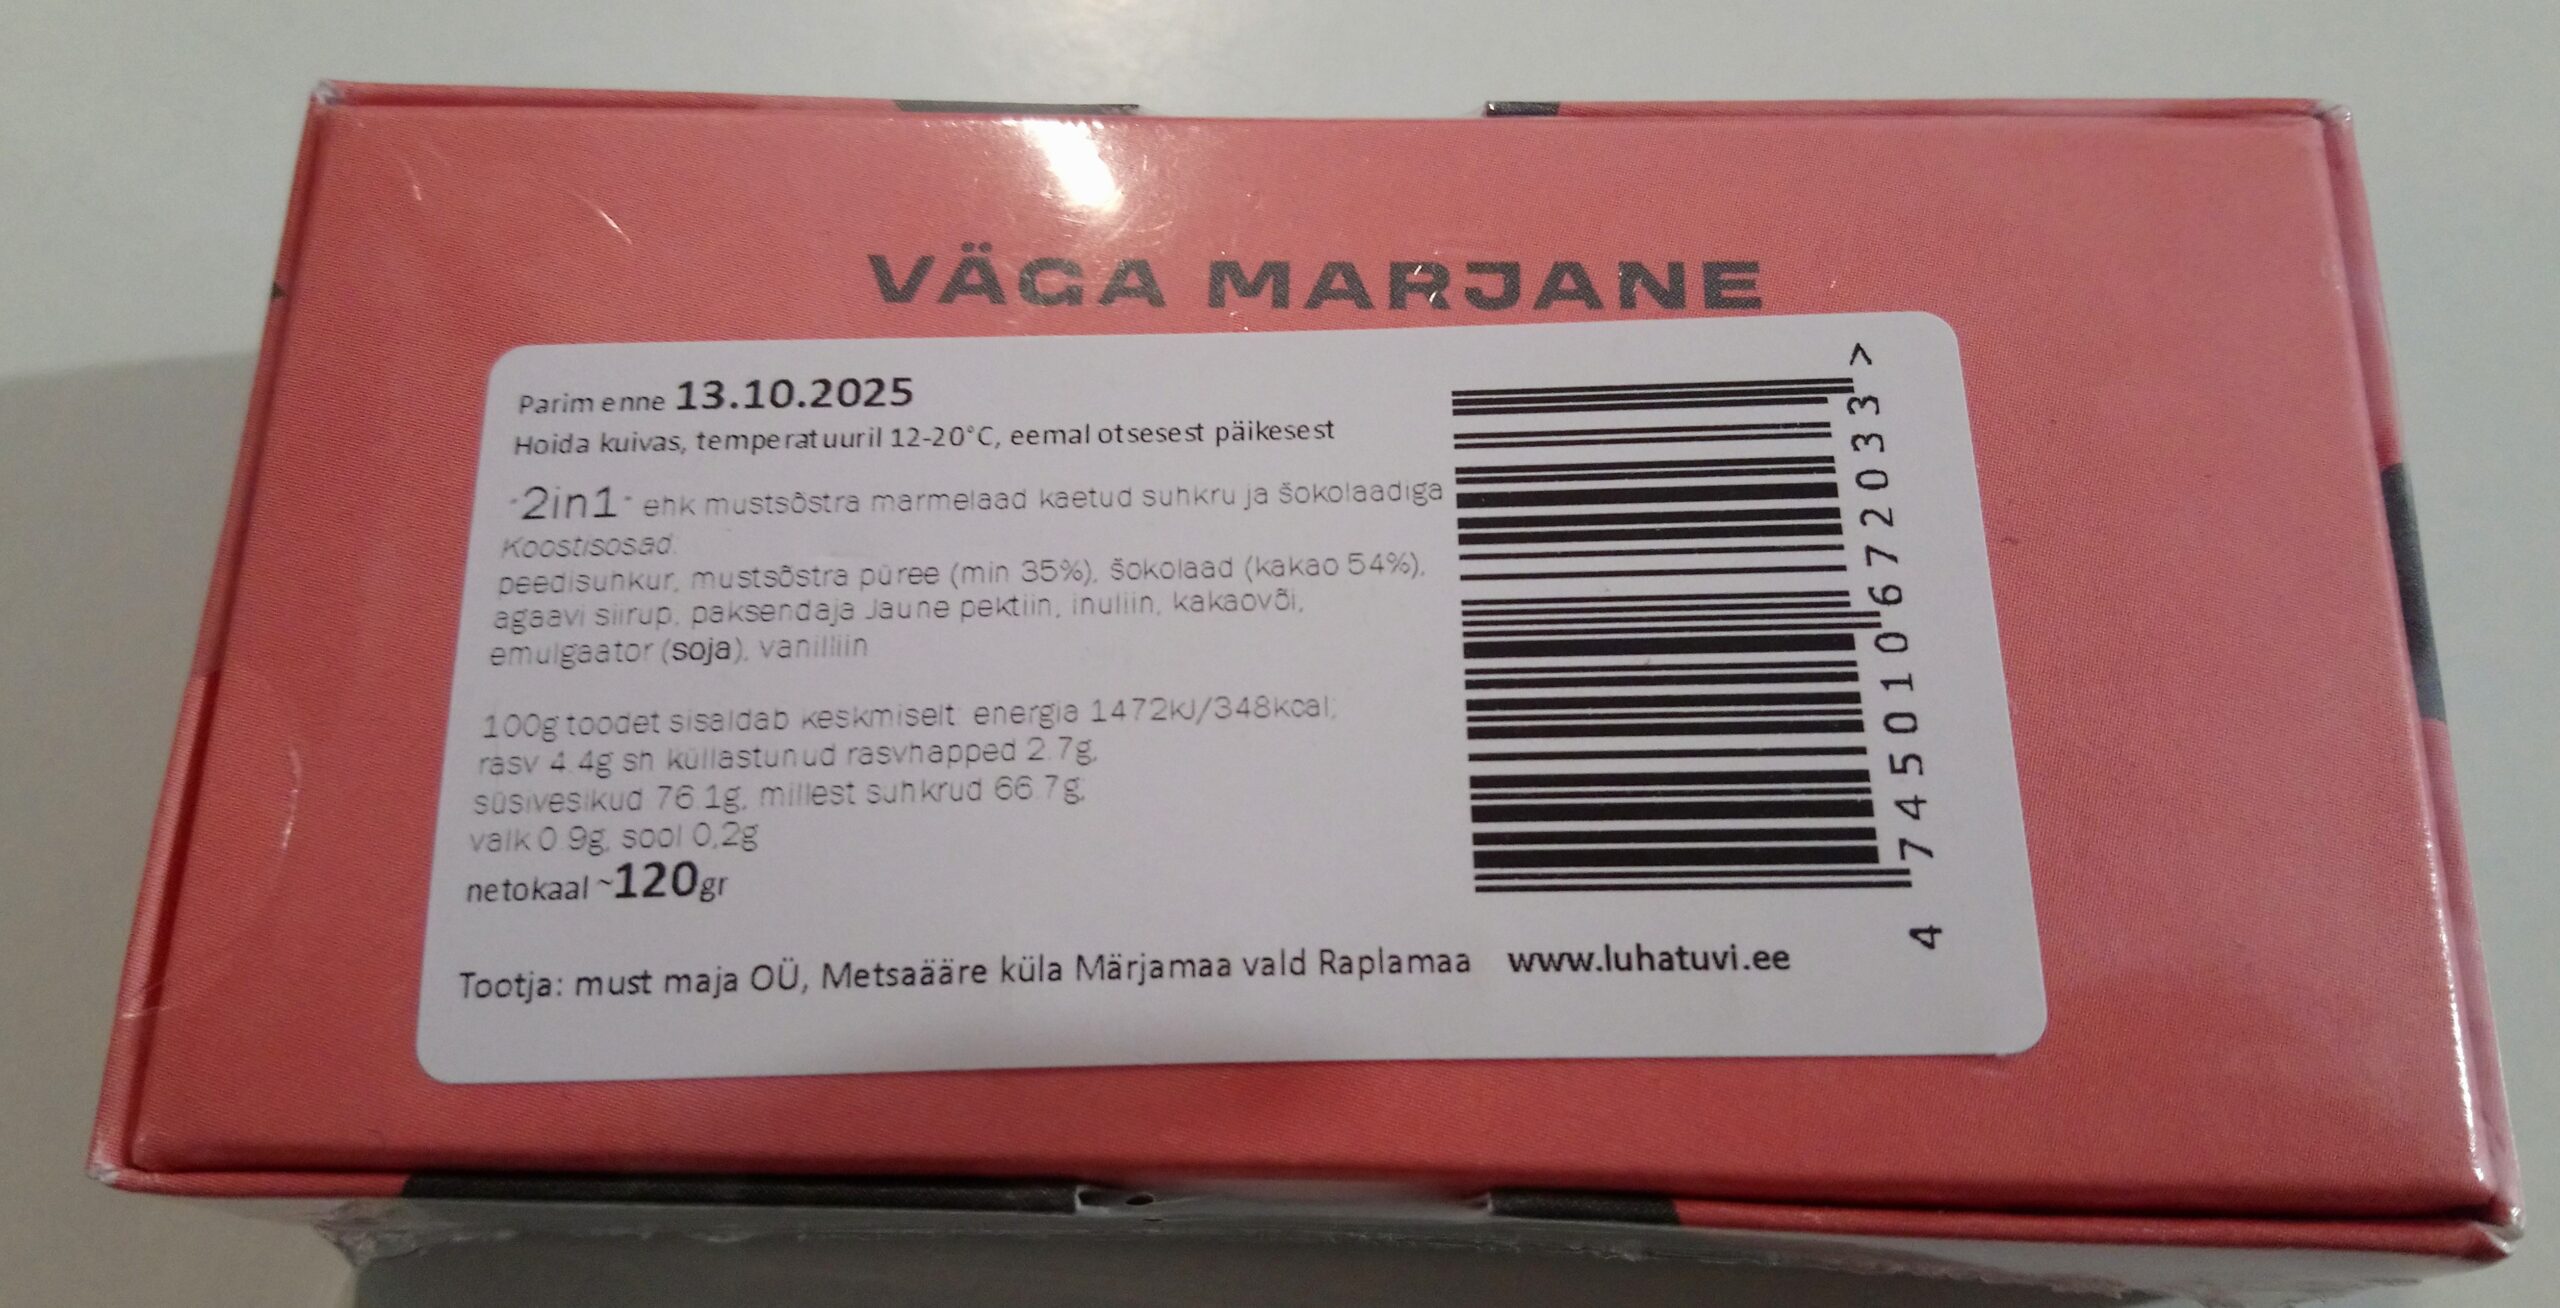 VÄGA MARJANE
Parim enne 13.10.2025
Hoida kuivas, temperatuuril 12-20°C, eemal otsesest päikesest
-2in1- ehk mustsõstra marmelaad kaetud suhkru ja šokolaadiga
Koostisosad:
peedisuhkur, mustsõstra püree (min 35%), šokolaad (kakao 54%),
agaavi siirup, paksendaja Jaune pektiin, inuliin, kakaovõi,
emulgaator (soja), vanilliin
100g toodet sisaldab keskmiselt: energia 1472kJ/348kcal;
rasv 4.4g sh küllastunud rasvhapped 2.7g,
süsivesikud 76.1g, millest suhkrud 66.7g;
valk 0.9g, sool 0,2g
netokaal ~120gr
Tootja: must maja OÜ, Metsaääre küla Märjamaa vald Raplamaa www.luhatuvi.ee
4 745010 672033 >